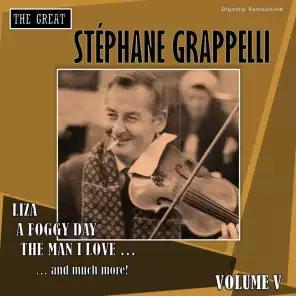 THE GREAT
Digitally Remastered
STÉPHANE GRAPPELLI
LIZA
A FOGGY DAY
THE MAN I LOVE ...
... and much more!
VOLUME V